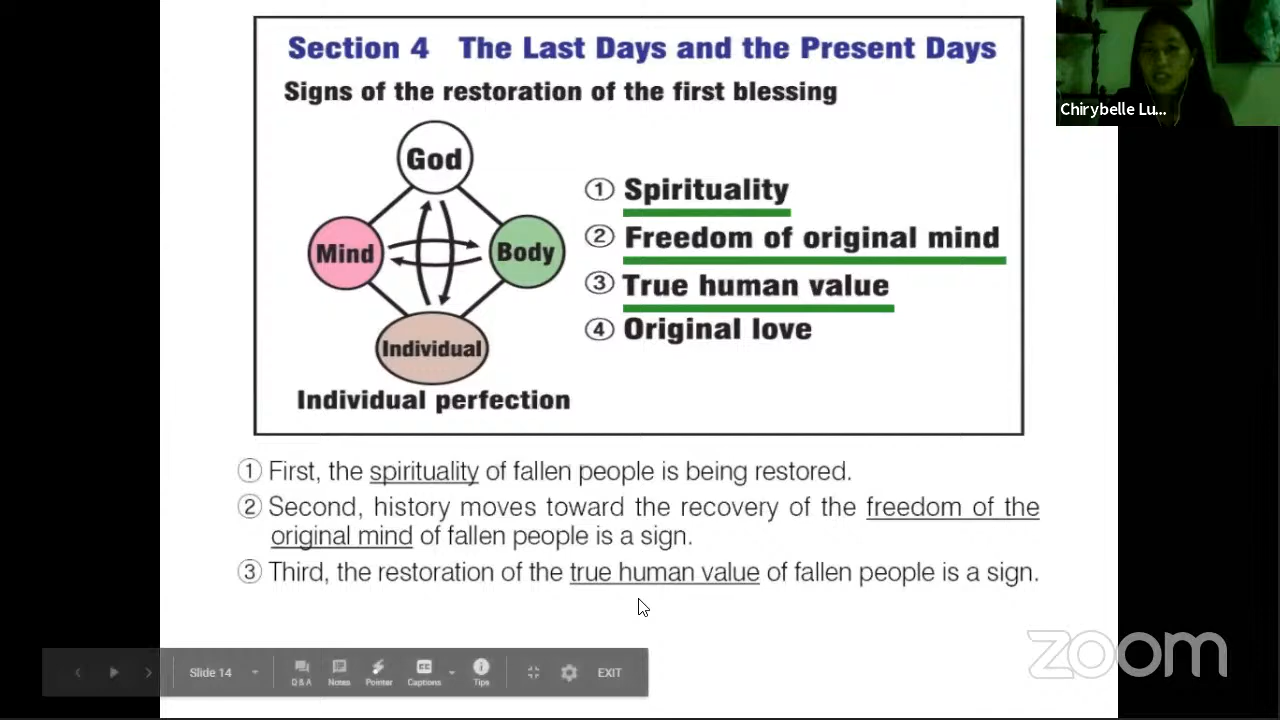 Section 4 The Last Days and the Present Days
Signs of the restoration of the first blessing
God
Mind
Body
Individual
Individual perfection
① Spirituality
② Freedom of original mind
③ True human value
④ Original love
① First, the spirituality of fallen people is being restored.
② Second, history moves toward the recovery of the freedom of the
original mind of fallen people is a sign.
③ Third, the restoration of the true human value of fallen people is a sign.
Chirybelle Lu...
zoom
Slide 14
Q & A
Notes
Pointer
CC
Captions
Tips
EXIT